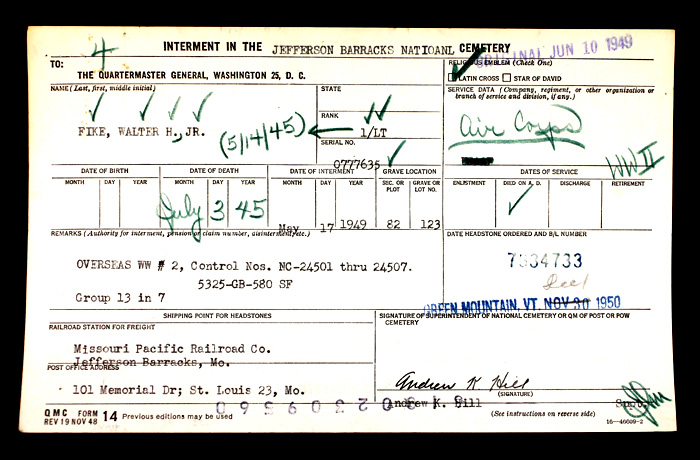 4
INTERMENT IN THE JEFFERSON BARRACKS NATIOANL CEMETERY
ORIGINAL JUN 10 1949
TO:
THE QUARTERMASTER GENERAL, WASHINGTON 25, D. C.
RELIGIOUS EMBLEM (Check One)
LATIN CROSS STAR OF DAVID
NAME (Last, first, middle initial)
FIKE, WALTER H., JR.
(5/14/45)
STATE
RANK
1/LT
SERIAL NO.
0777635
SERVICE DATA (Company, regiment, or other organization or branch of service and division, if any.)
Air Corps
WW II
DATE OF BIRTH
MONTH DAY YEAR
DATE OF DEATH
MONTH DAY YEAR
July 3 45
DATE OF INTERMENT
MONTH DAY YEAR
May 17 1949
GRAVE LOCATION
SEC. OR PLOT GRAVE OR LOT NO.
82 123
DATES OF SERVICE
ENLISTMENT DIED ON A. D. DISCHARGE RETIREMENT
REMARKS (Authority for interment, pension or claim number, disinterment, etc.)
OVERSEAS WW # 2, Control Nos. NC-24501 thru 24507.
5325-GB-580 SF
Group 13 in 7
DATE HEADSTONE ORDERED AND B/L NUMBER
7334733
GREEN MOUNTAIN, VT. NOV 30 1950
SHIPPING POINT FOR HEADSTONES
RAILROAD STATION FOR FREIGHT
Missouri Pacific Railroad Co.
Jefferson Barracks, Mo.
POST OFFICE ADDRESS
101 Memorial Dr; St. Louis 23, Mo.
SIGNATURE OF SUPERINTENDENT OF NATIONAL CEMETERY OR QM OF POST OR POW CEMETERY
Andrew K Hill
(SIGNATURE)
Andrew K. Hill Supt.
(See instructions on reverse side)
QMC FORM 14 Previous editions may be used
REV 19 NOV 48
16—46609-2